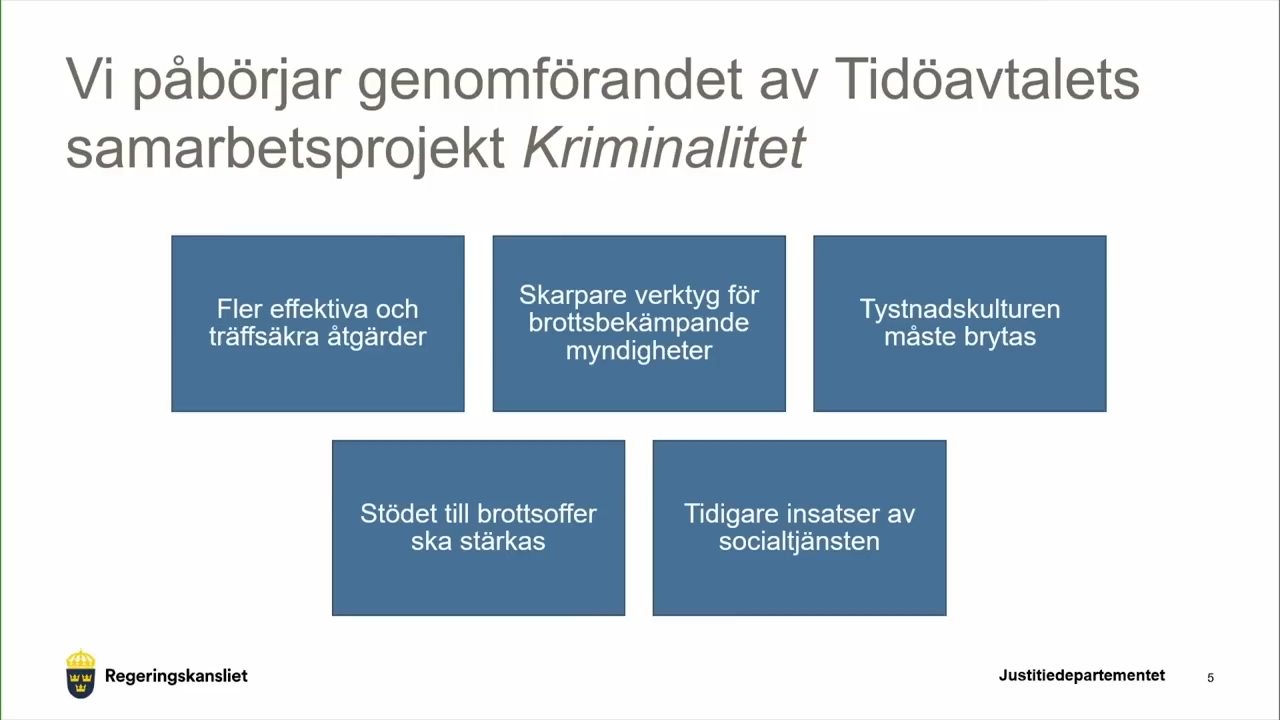 Vi påbörjar genomförandet av Tidöavtalets
samarbetsprojekt Kriminalitet
Fler effektiva och
träffsäkra åtgärder
Skarpare verktyg för
brottsbekämpande
myndigheter
Tystnadskulturen
måste brytas
Stödet till brottsoffer
ska stärkas
Tidigare insatser av
socialtjänsten
Regeringskansliet
Justitiedepartementet
5